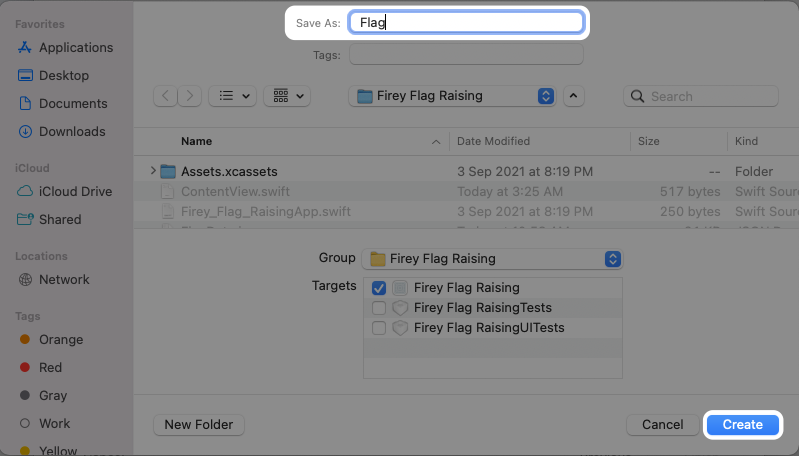 Save As: Flag
Tags:
Favorites
Applications
Desktop
Documents
Downloads
iCloud
iCloud Drive
Shared
Locations
Network
Tags
Orange
Red
Gray
Work
Yellow
Firey Flag Raising
Search
Name Date Modified Size Kind
Assets.xcassets 3 Sep 2021 at 8:19 PM -- Folder
ContentView.swift Today at 3:25 AM 517 bytes Swift Sour
Firey_Flag_RaisingApp.swift 3 Sep 2021 at 8:19 PM 250 bytes Swift Sour
Group Firey Flag Raising
Targets Firey Flag Raising
Firey Flag RaisingTests
Firey Flag RaisingUITests
New Folder Cancel Create